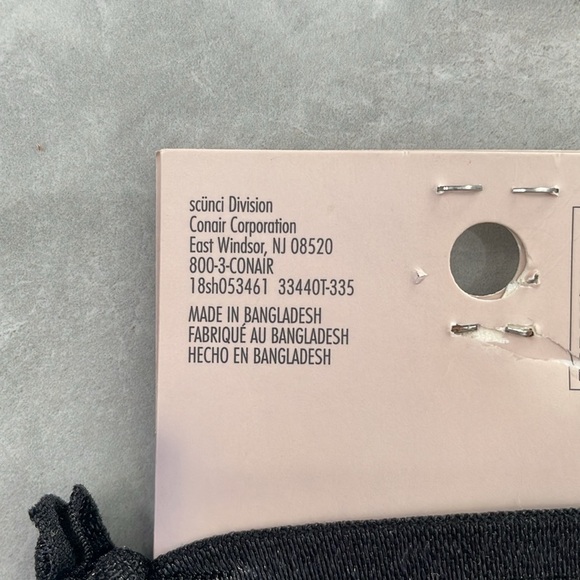 scünci Division
Conair Corporation
East Windsor, NJ 08520
800-3-CONAIR
18sh053461 33440T-335
MADE IN BANGLADESH
FABRIQUÉ AU BANGLADESH
HECHO EN BANGLADESH